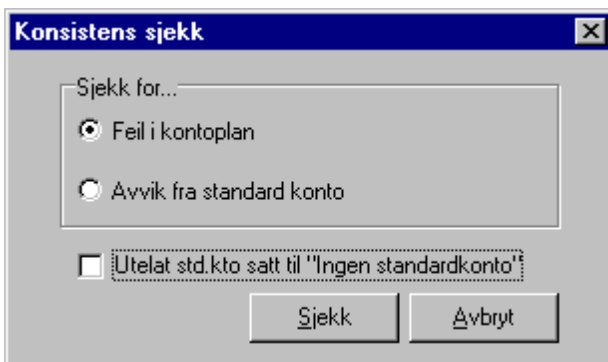 Konsistens sjekk
Sjekk for...
Feil i kontoplan
Avvik fra standard konto
Utelat std.kto satt til "Ingen standardkonto"
Sjekk Avbryt